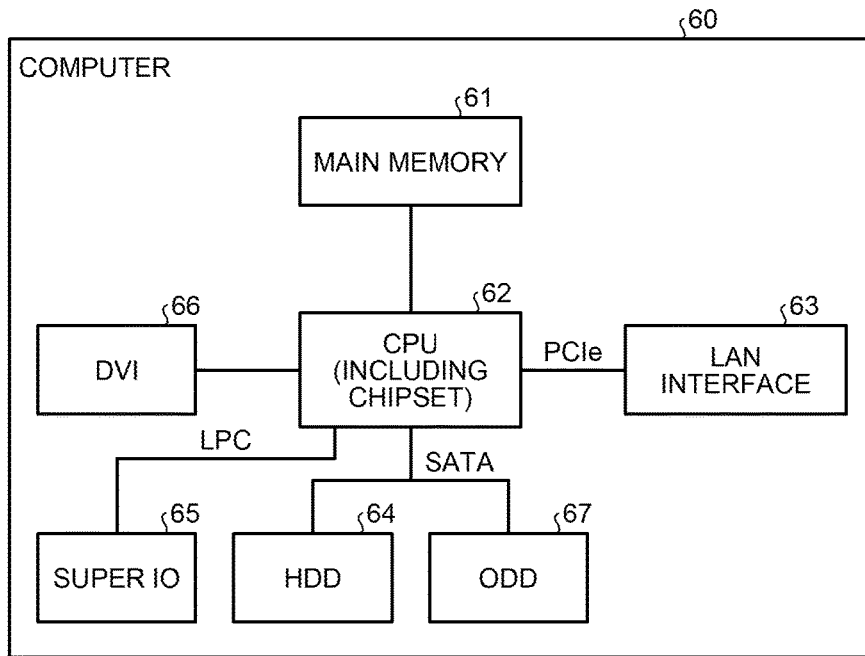 60
COMPUTER
61
MAIN MEMORY
66
DVI
62
CPU
(INCLUDING
CHIPSET)
PCIe
63
LAN
INTERFACE
LPC
SATA
65
SUPER IO
64
HDD
67
ODD